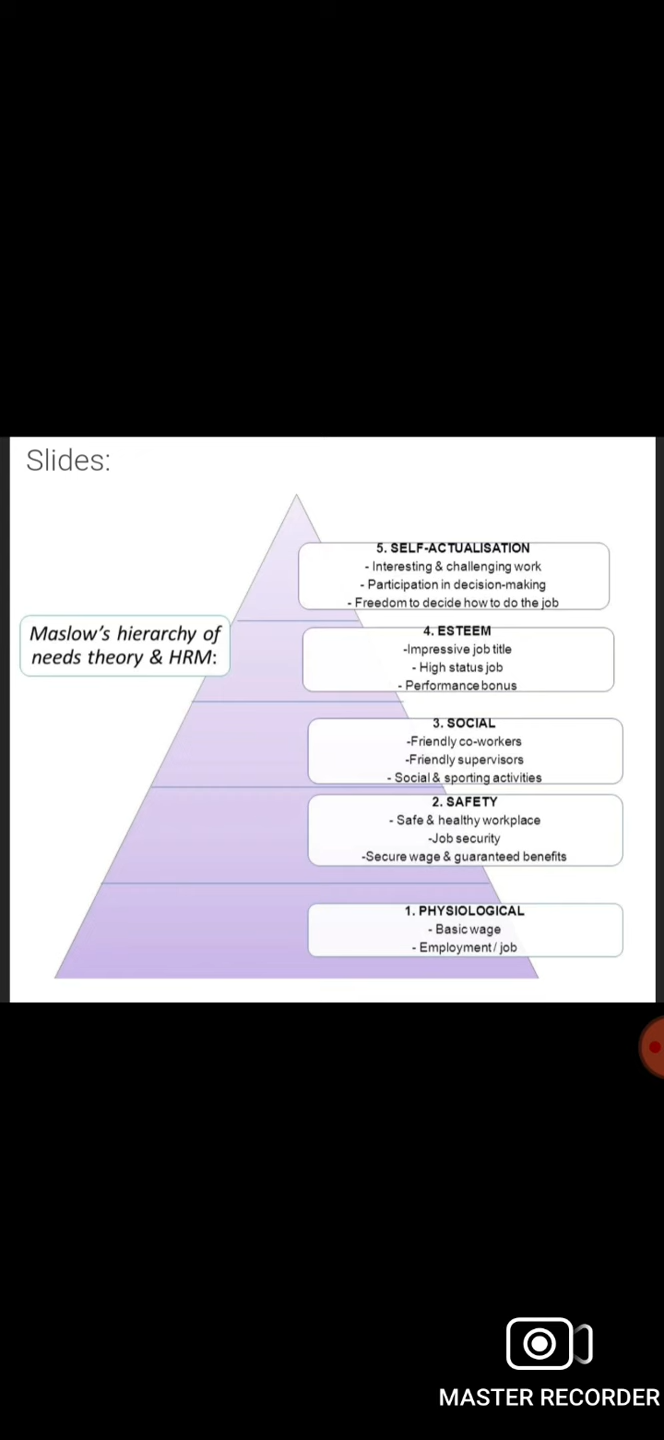 Slides:
5. SELF-ACTUALISATION
- Interesting & challenging work
- Participation in decision-making
- Freedom to decide how to do the job
Maslow's hierarchy of
needs theory & HRM:
4. ESTEEM
-Impressive job title
- High status job
- Performance bonus
3. SOCIAL
-Friendly co-workers
-Friendly supervisors
- Social & sporting activities
2. SAFETY
- Safe & healthy workplace
-Job security
-Secure wage & guaranteed benefits
1. PHYSIOLOGICAL
- Basic wage
- Employment / job
MASTER RECORDER